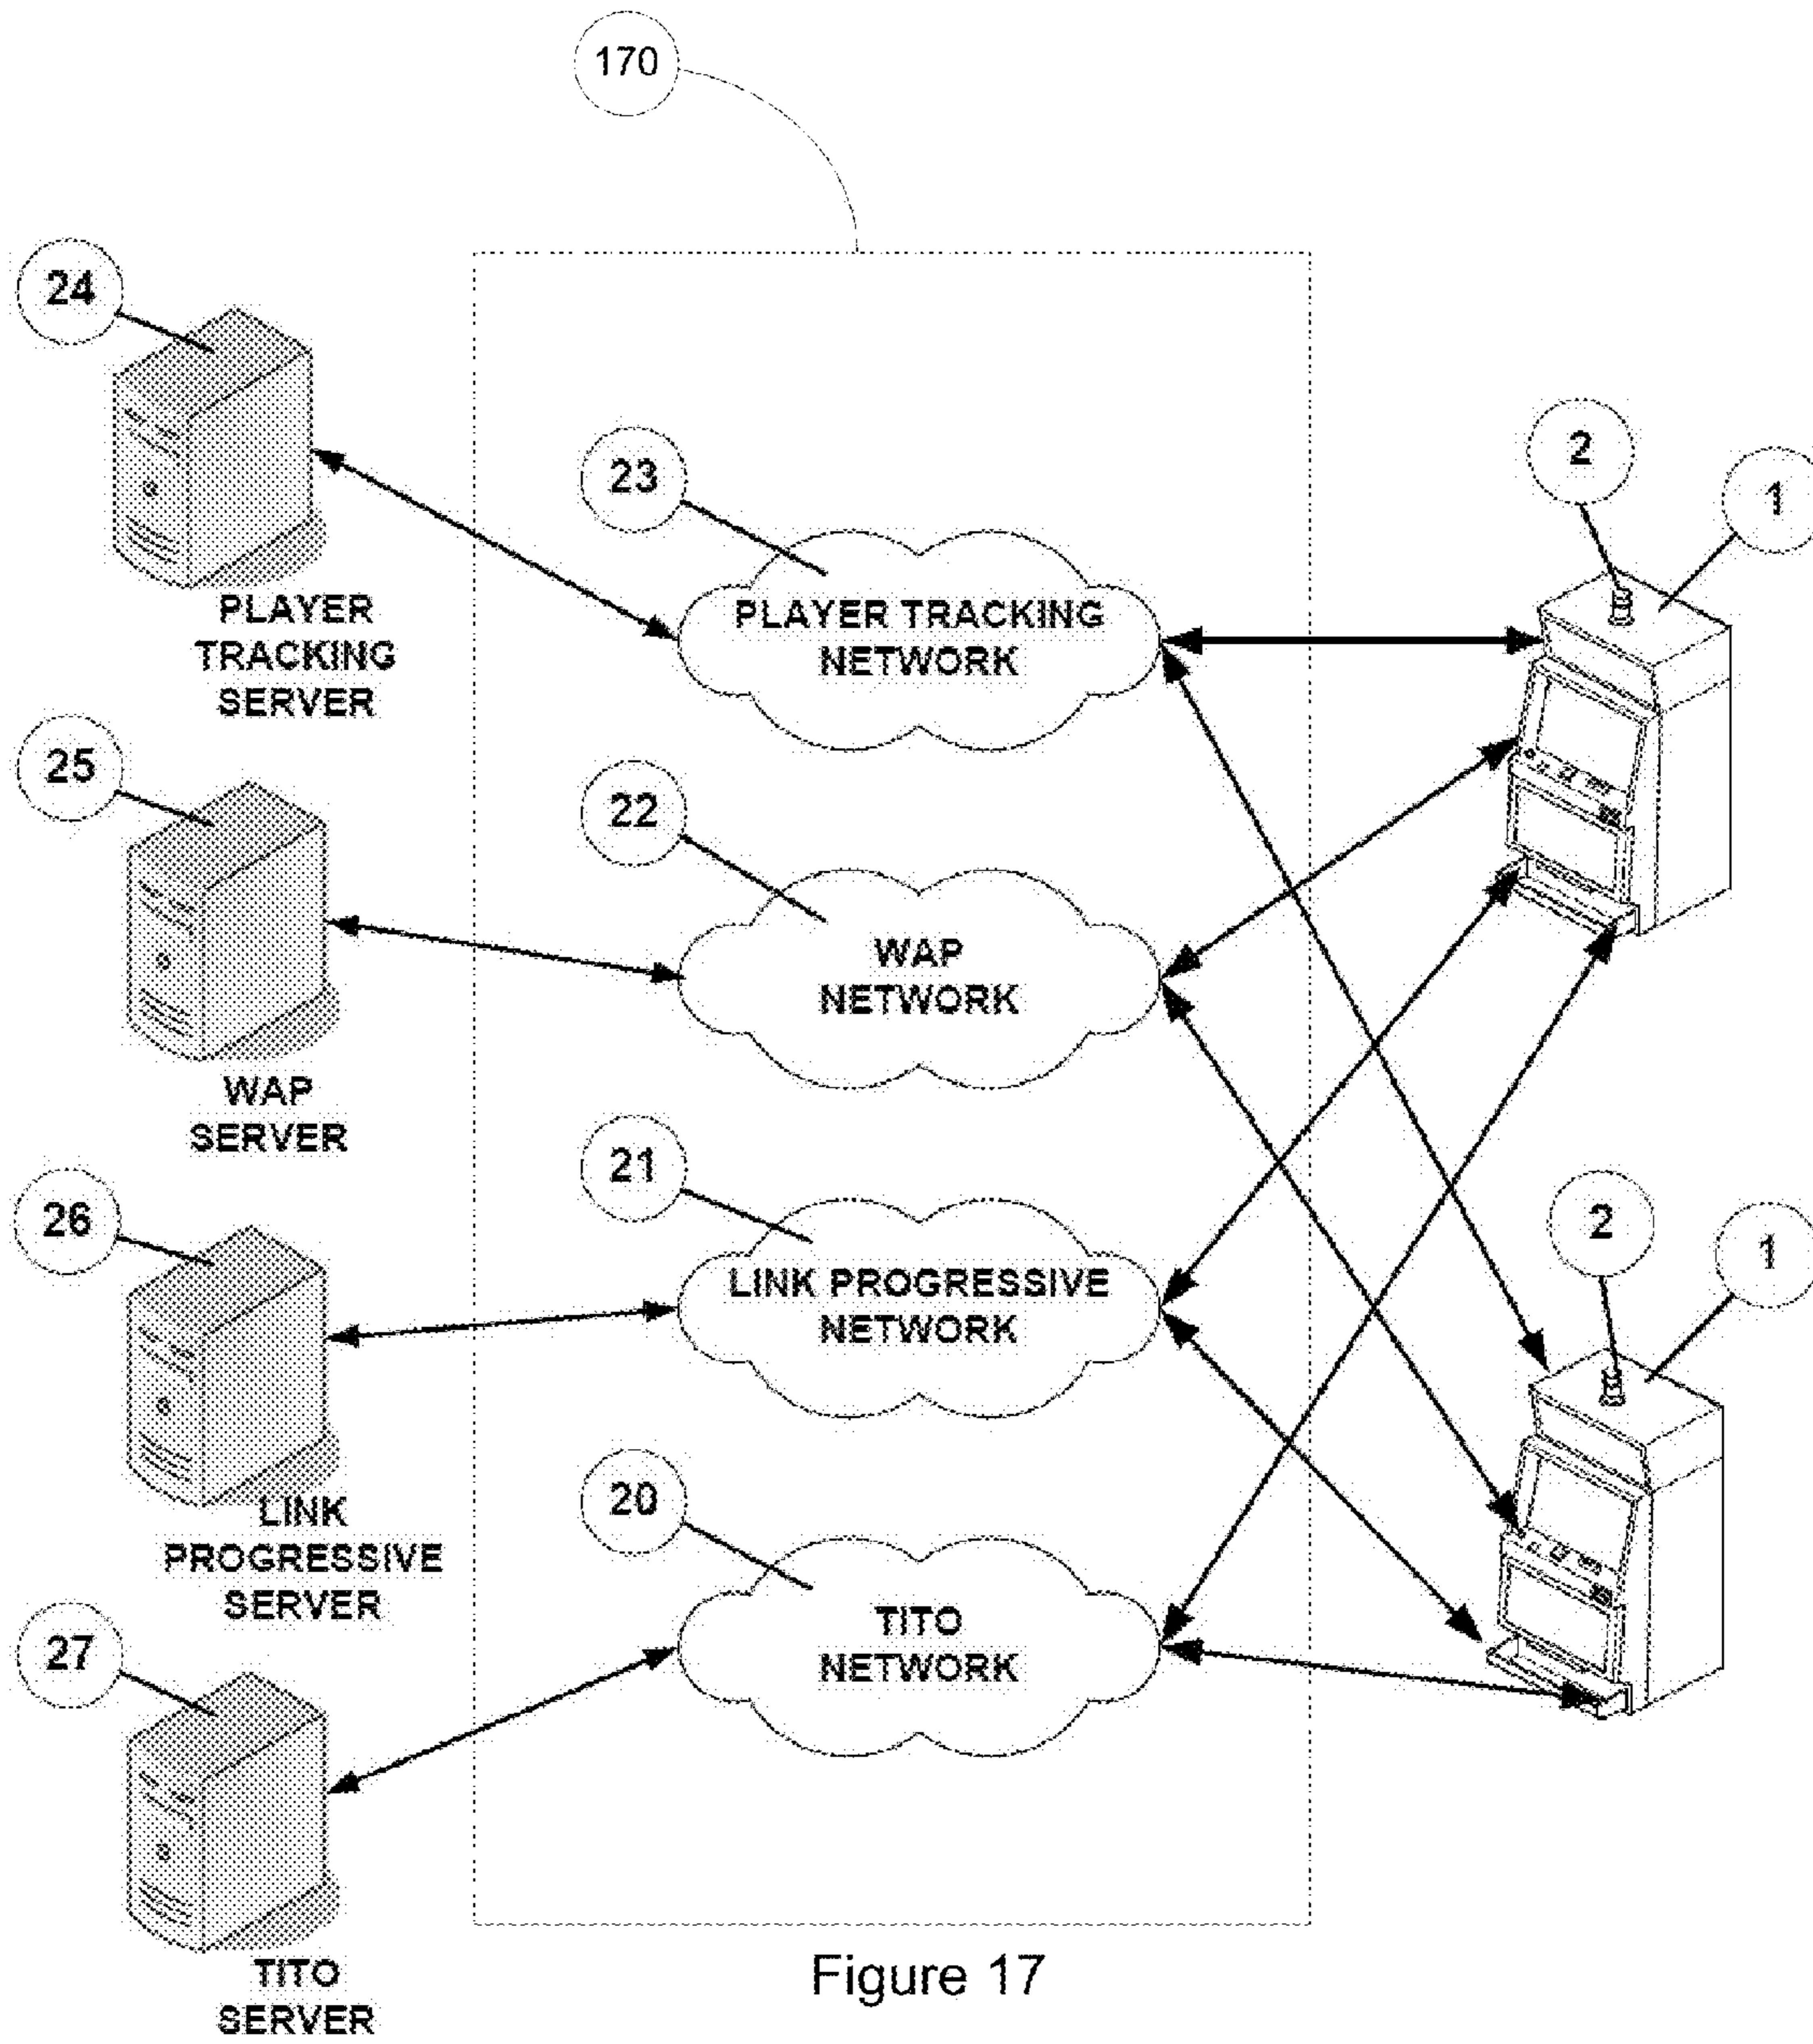 170
24
PLAYER
TRACKING
SERVER
23
PLAYER TRACKING
NETWORK
2
1
25
WAP
SERVER
22
WAP
NETWORK
26
LINK
PROGRESSIVE
SERVER
21
LINK PROGRESSIVE
NETWORK
2
1
27
TITO
SERVER
20
TITO
NETWORK
Figure 17